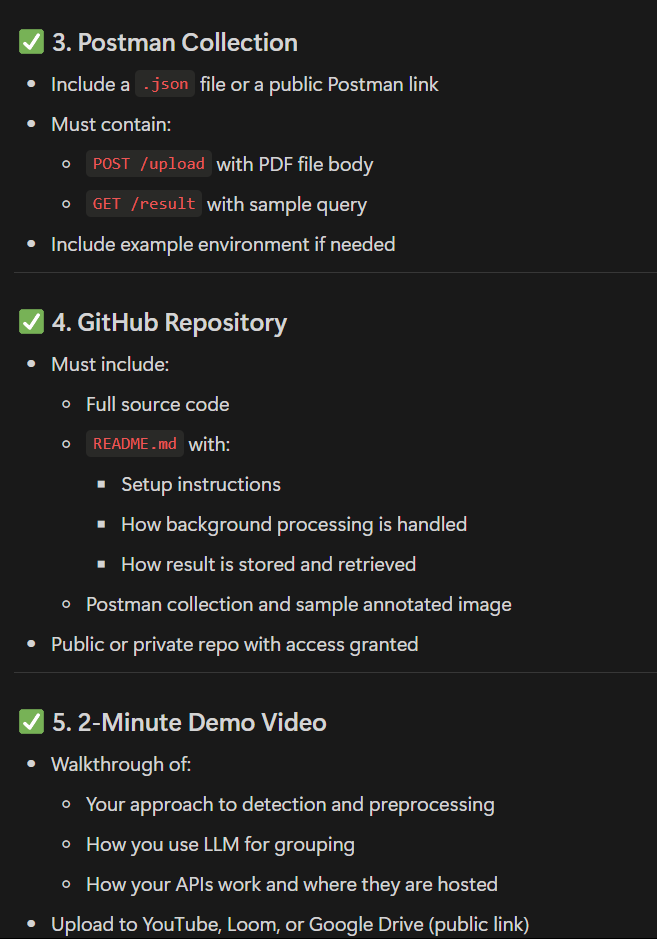 ✅ 3. Postman Collection
• Include a .json file or a public Postman link
• Must contain:
○ POST /upload with PDF file body
○ GET /result with sample query
• Include example environment if needed
✅ 4. GitHub Repository
• Must include:
○ Full source code
○ README.md with:
▪ Setup instructions
▪ How background processing is handled
▪ How result is stored and retrieved
○ Postman collection and sample annotated image
• Public or private repo with access granted
✅ 5. 2-Minute Demo Video
• Walkthrough of:
○ Your approach to detection and preprocessing
○ How you use LLM for grouping
○ How your APIs work and where they are hosted
• Upload to YouTube, Loom, or Google Drive (public link)